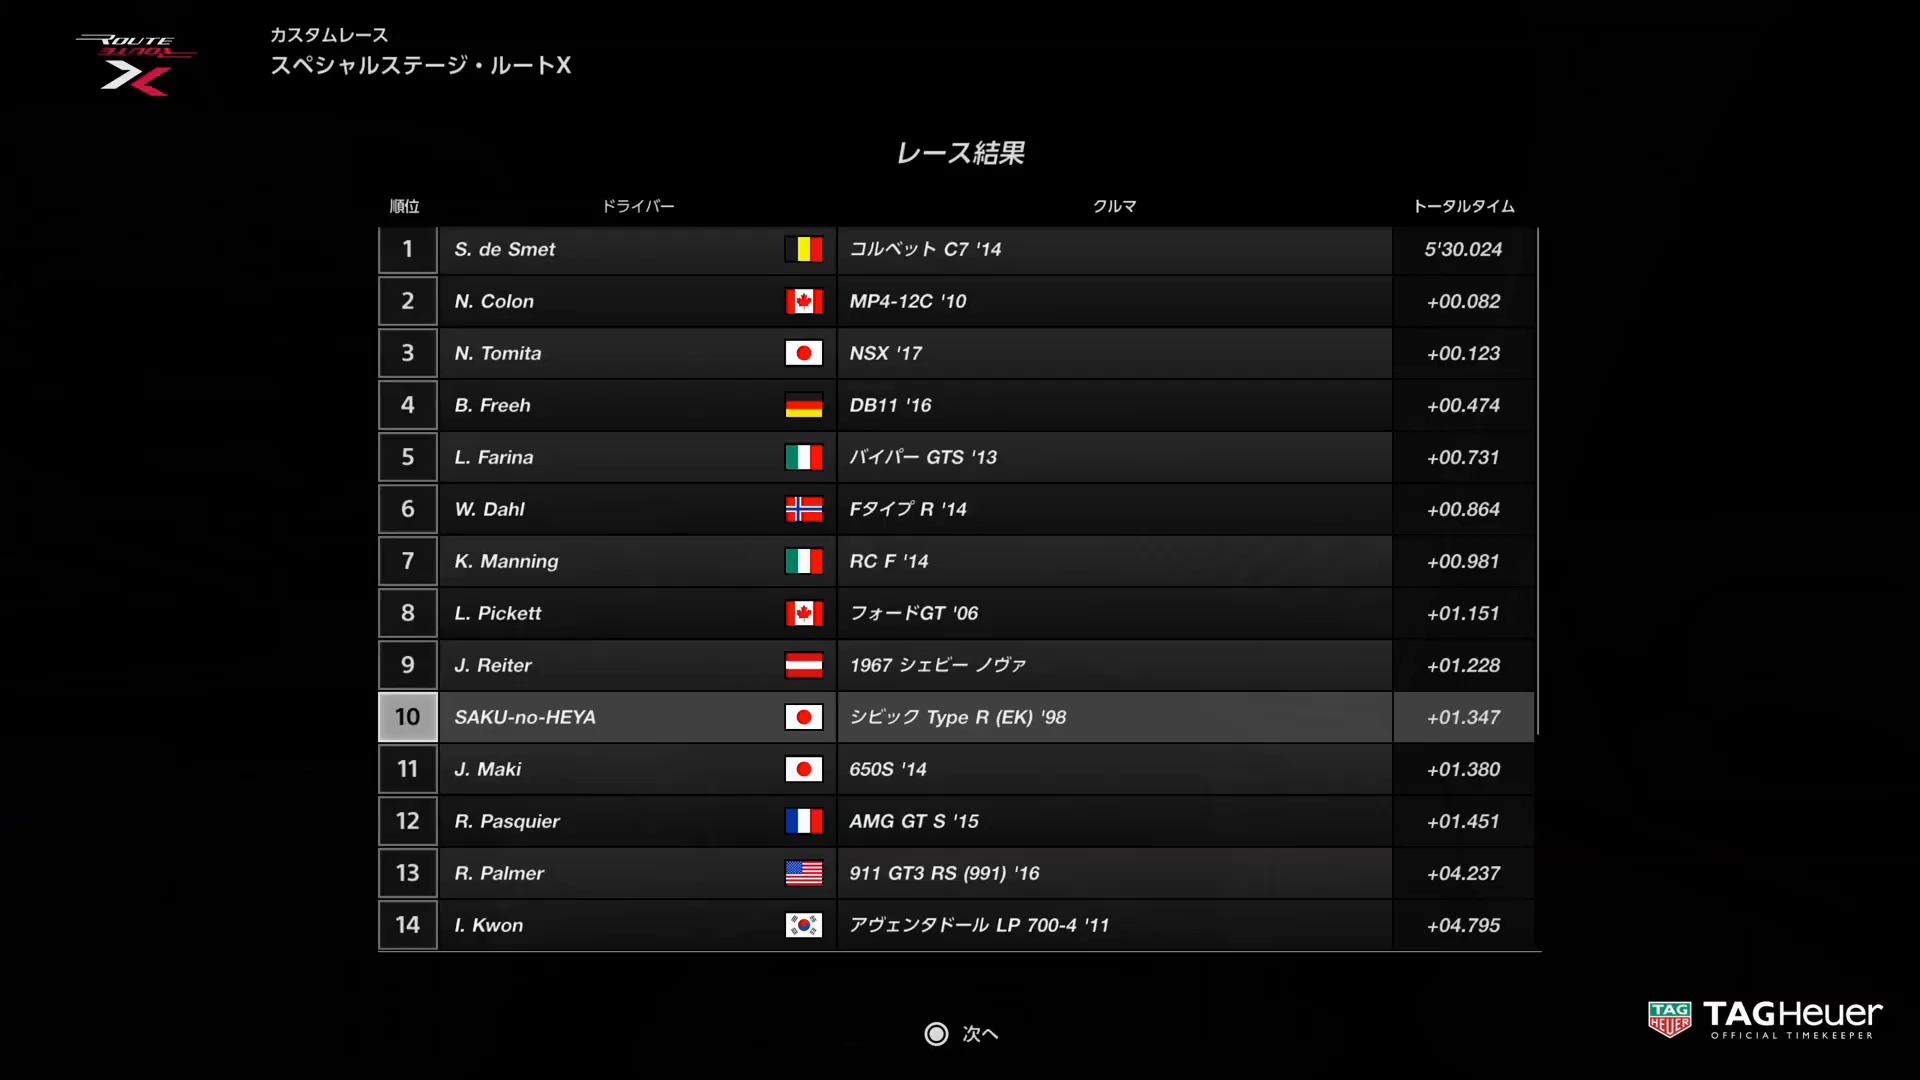 ROUTE
X
カスタムレース
スペシャルステージ・ルートX
レース結果
順位 ドライバー クルマ トータルタイム
1 S. de Smet コルベット C7 '14 5'30.024
2 N. Colon MP4-12C '10 +00.082
3 N. Tomita NSX '17 +00.123
4 B. Freeh DB11 '16 +00.474
5 L. Farina バイパー GTS '13 +00.731
6 W. Dahl Fタイプ R '14 +00.864
7 K. Manning RC F '14 +00.981
8 L. Pickett フォードGT '06 +01.151
9 J. Reiter 1967 シェビー ノヴァ +01.228
10 SAKU-no-HEYA シビック Type R (EK) '98 +01.347
11 J. Maki 650S '14 +01.380
12 R. Pasquier AMG GT S '15 +01.451
13 R. Palmer 911 GT3 RS (991) '16 +04.237
14 I. Kwon アヴェンタドール LP 700-4 '11 +04.795
次へ
TAG HEUER TAGHeuer
OFFICIAL TIMEKEEPER